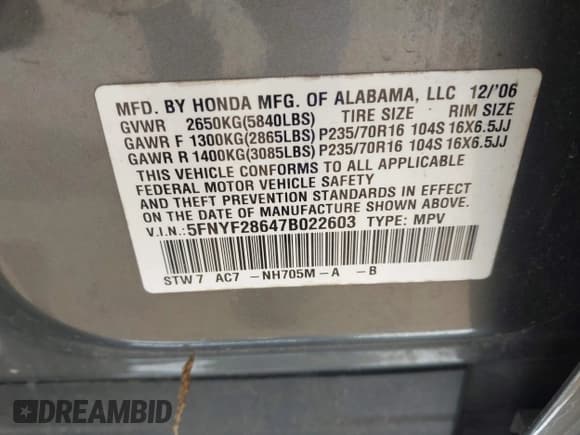 MFD. BY HONDA MFG. OF ALABAMA, LLC 12/'06
GVWR 2650KG(5840LBS) TIRE SIZE RIM SIZE
GAWR F 1300KG(2865LBS) P235/70R16 104S 16X6.5JJ
GAWR R 1400KG(3085LBS) P235/70R16 104S 16X6.5JJ
THIS VEHICLE CONFORMS TO ALL APPLICABLE
FEDERAL MOTOR VEHICLE SAFETY
AND THEFT PREVENTION STANDARDS IN EFFECT
ON THE DATE OF MANUFACTURE SHOWN ABOVE.
V.I.N.:5FNYF28647B022603 TYPE: MPV
STW7 AC7 -NH705M-A -B
DREAMBID